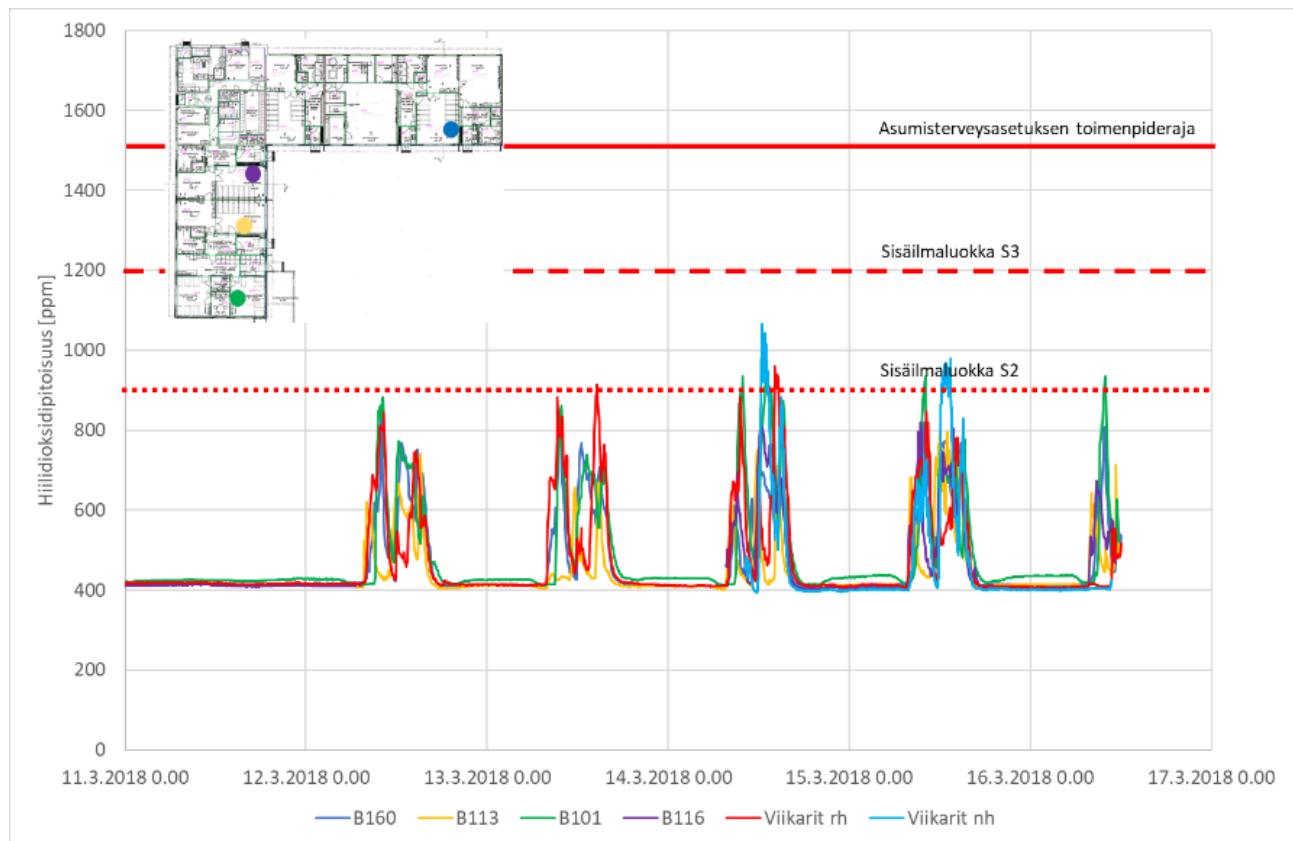 1800
1600
1400
1200
1000
800
600
400
200
0
Hiilidioksidipitoisuus [ppm]
Asumisterveysasetuksen toimenpideraja
Sisäilmaluokka S3
Sisäilmaluokka S2
11.3.2018 0.00 12.3.2018 0.00 13.3.2018 0.00 14.3.2018 0.00 15.3.2018 0.00 16.3.2018 0.00 17.3.2018 0.00
B160 B113 B101 B116 Viikarit rh Viikarit nh